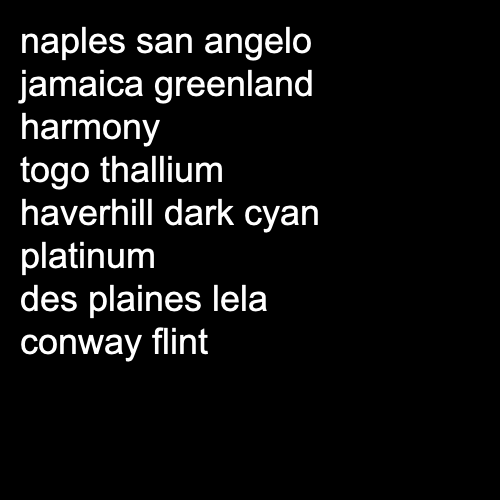 naples san angelo
jamaica greenland
harmony
togo thallium
haverhill dark cyan
platinum
des plaines lela
conway flint